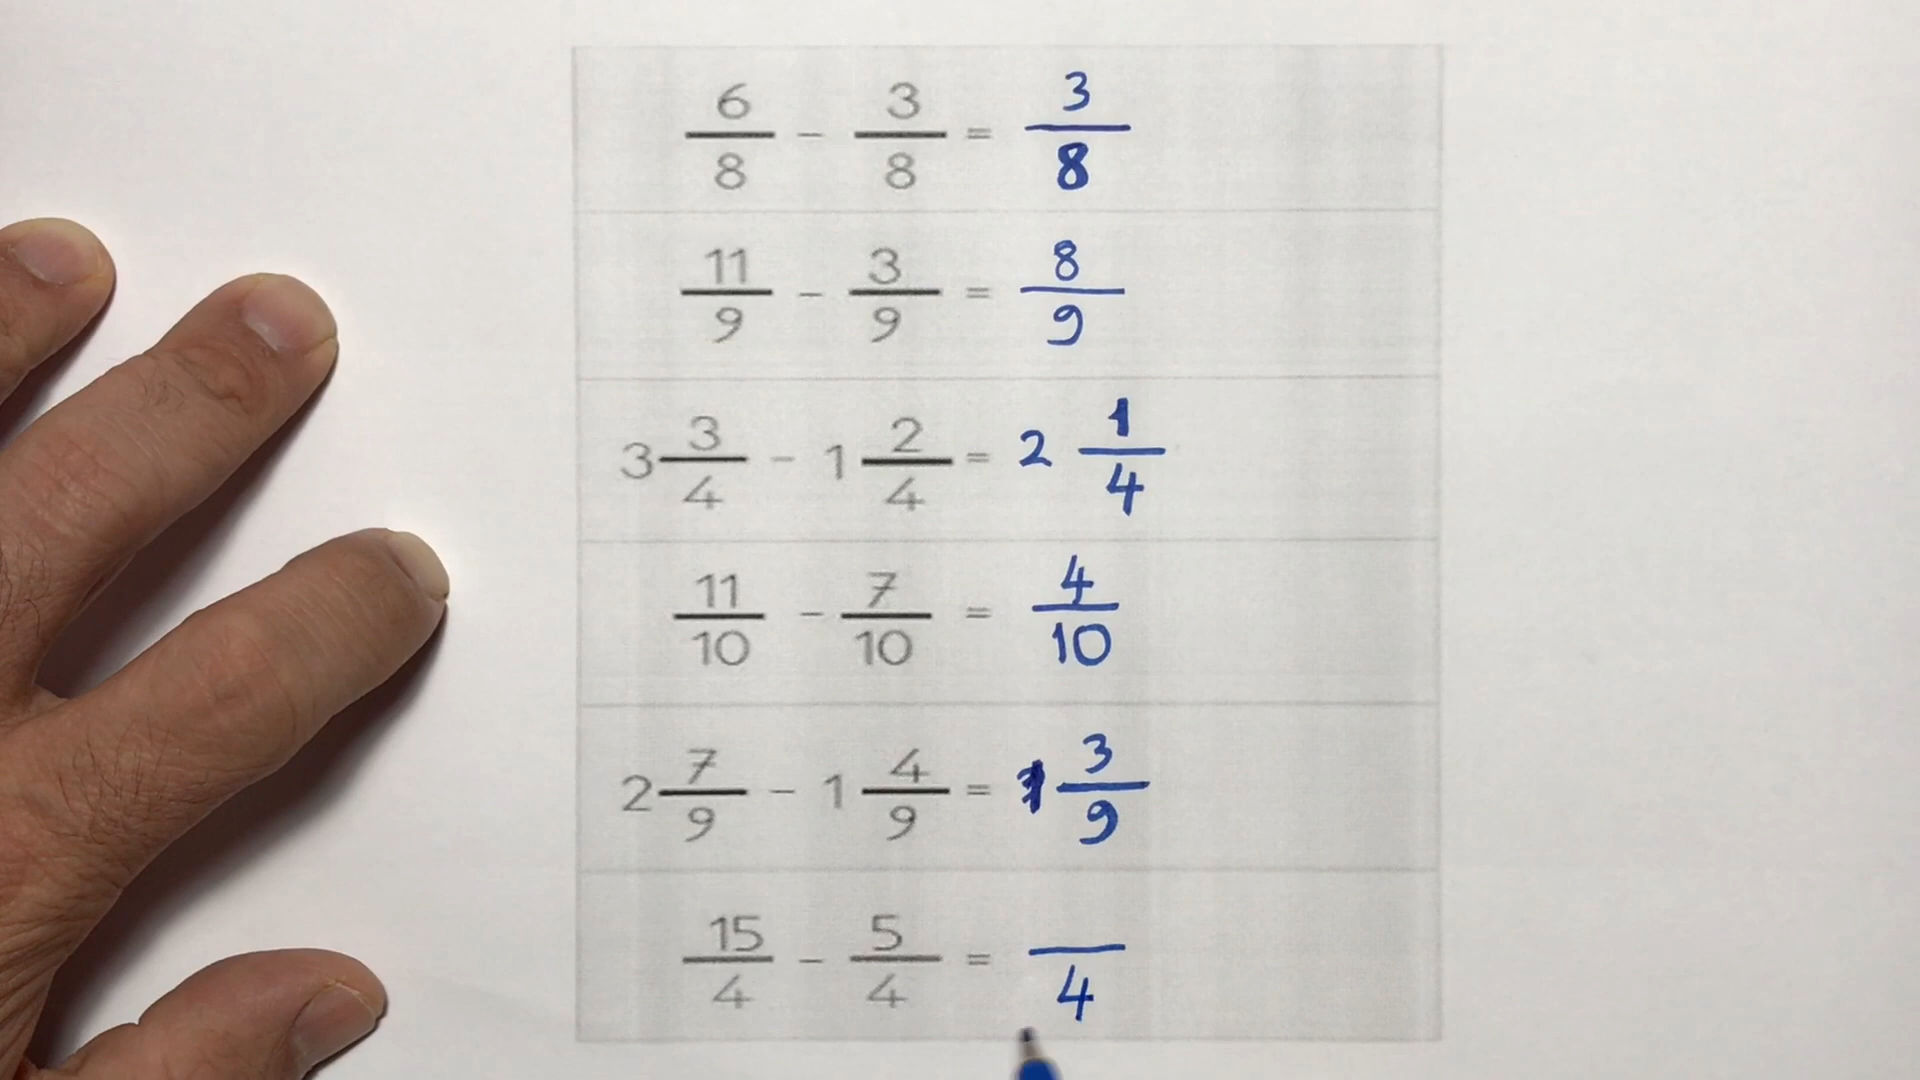 6/8 - 3/8 = 3/8
11/9 - 3/9 = 8/9
3 3/4 - 1 2/4 = 2 1/4
11/10 - 7/10 = 4/10
2 7/9 - 1 4/9 = 1 3/9
15/4 - 5/4 = /4